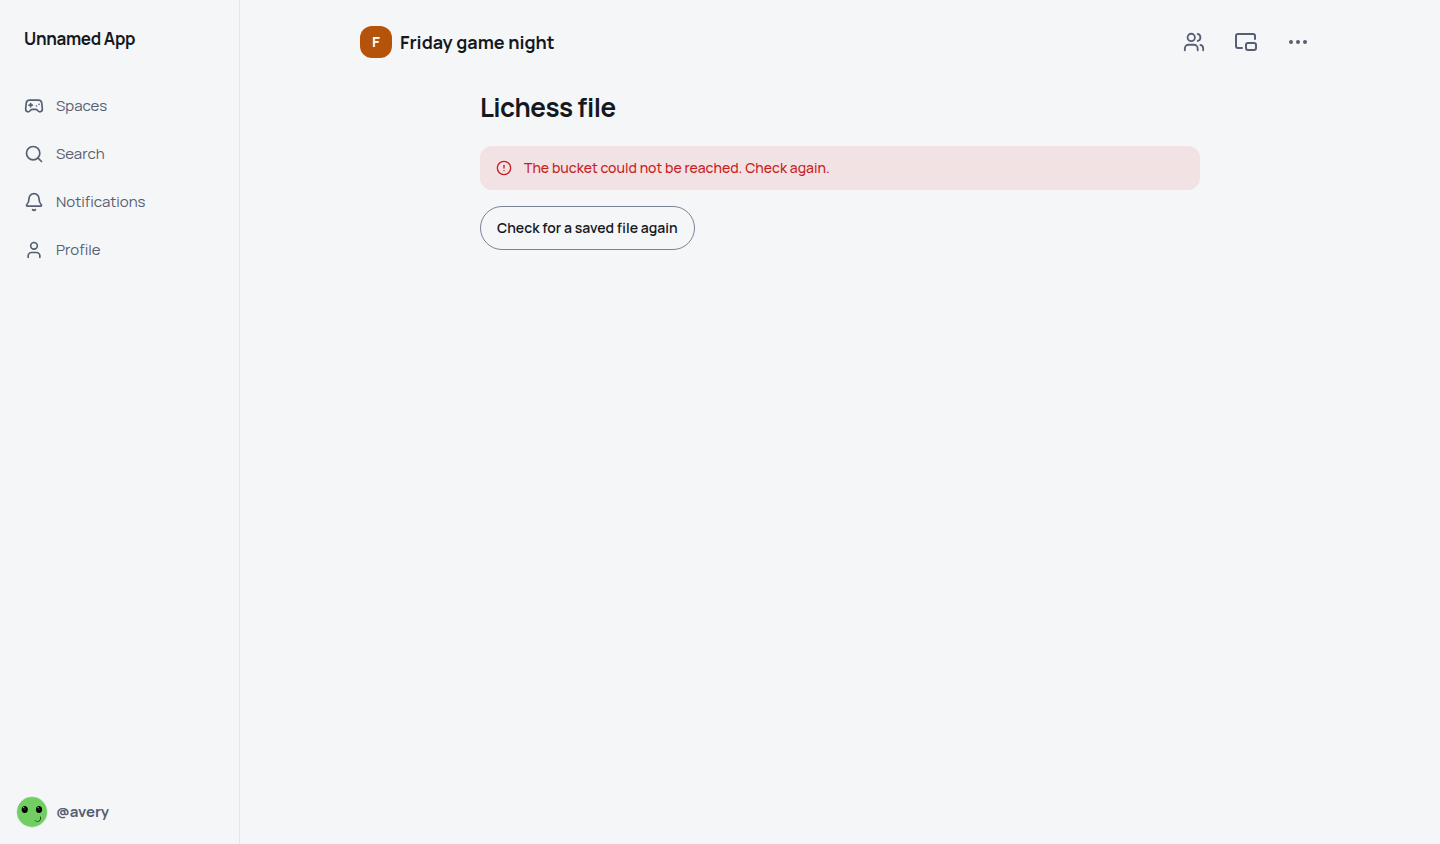 Unnamed App
Spaces
Search
Notifications
Profile
@avery
F
Friday game night
Lichess file
The bucket could not be reached. Check again.
Check for a saved file again